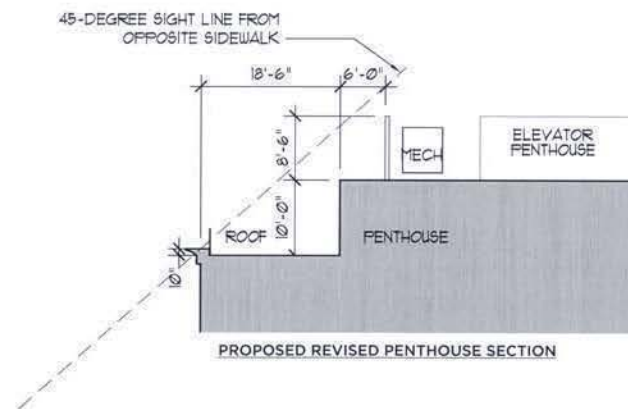 45-DEGREE SIGHT LINE FROM
OPPOSITE SIDEWALK
18'-6"
6'-0"
8'-6"
MECH
ELEVATOR
PENTHOUSE
10'-0"
ROOF
PENTHOUSE
10"
PROPOSED REVISED PENTHOUSE SECTION